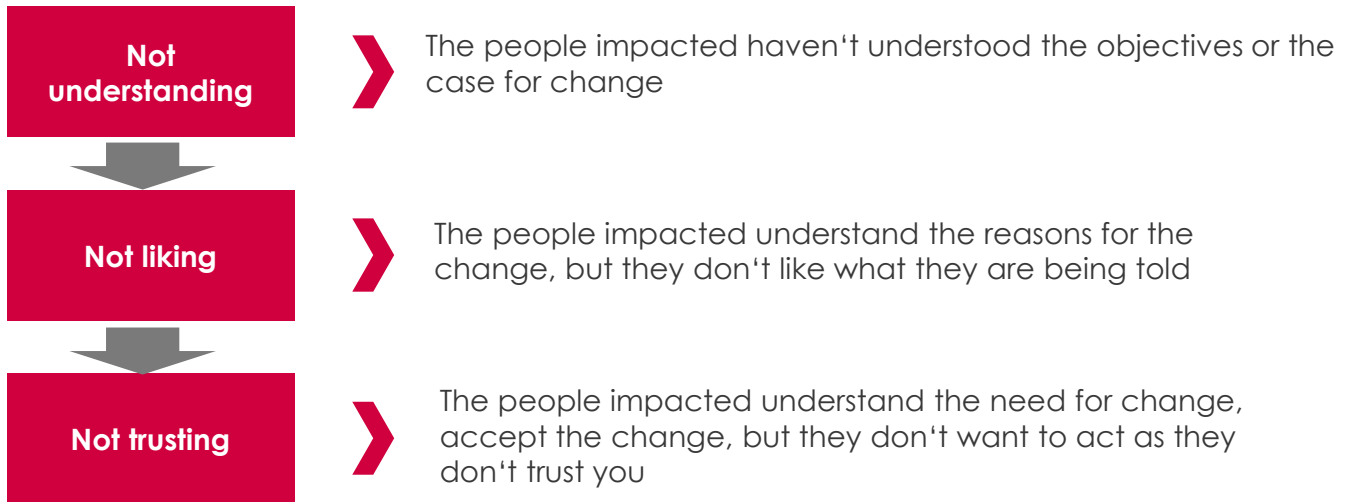 Not
understanding
The people impacted haven‘t understood the objectives or the
case for change
Not liking
The people impacted understand the reasons for the
change, but they don‘t like what they are being told
Not trusting
The people impacted understand the need for change,
accept the change, but they don‘t want to act as they
don‘t trust you